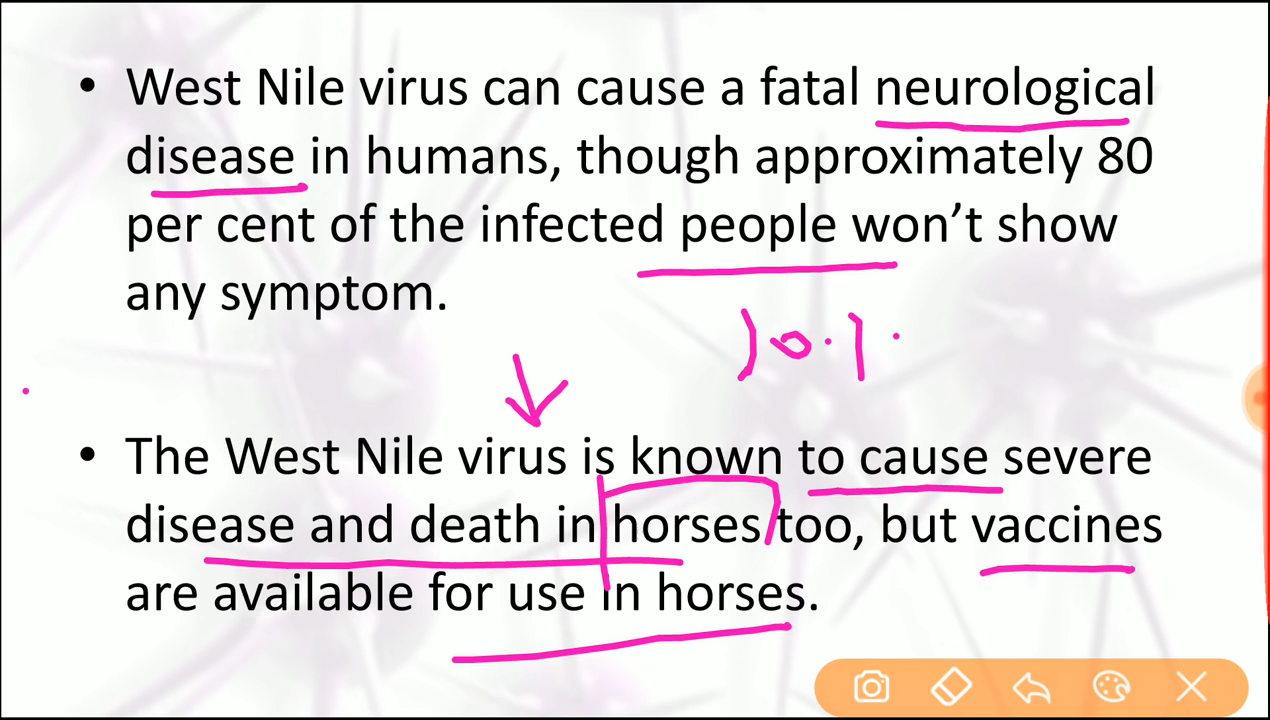 • West Nile virus can cause a fatal neurological
disease in humans, though approximately 80
per cent of the infected people won’t show
any symptom.
• The West Nile virus is known to cause severe
disease and death in horses too, but vaccines
are available for use in horses.